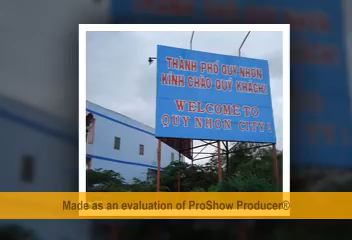 THÀNH PHỐ QUY NHƠN
KÍNH CHÀO QUÝ KHÁCH!
WELCOME TO
QUY NHON CITY!
Made as an evaluation of ProShow Producer®